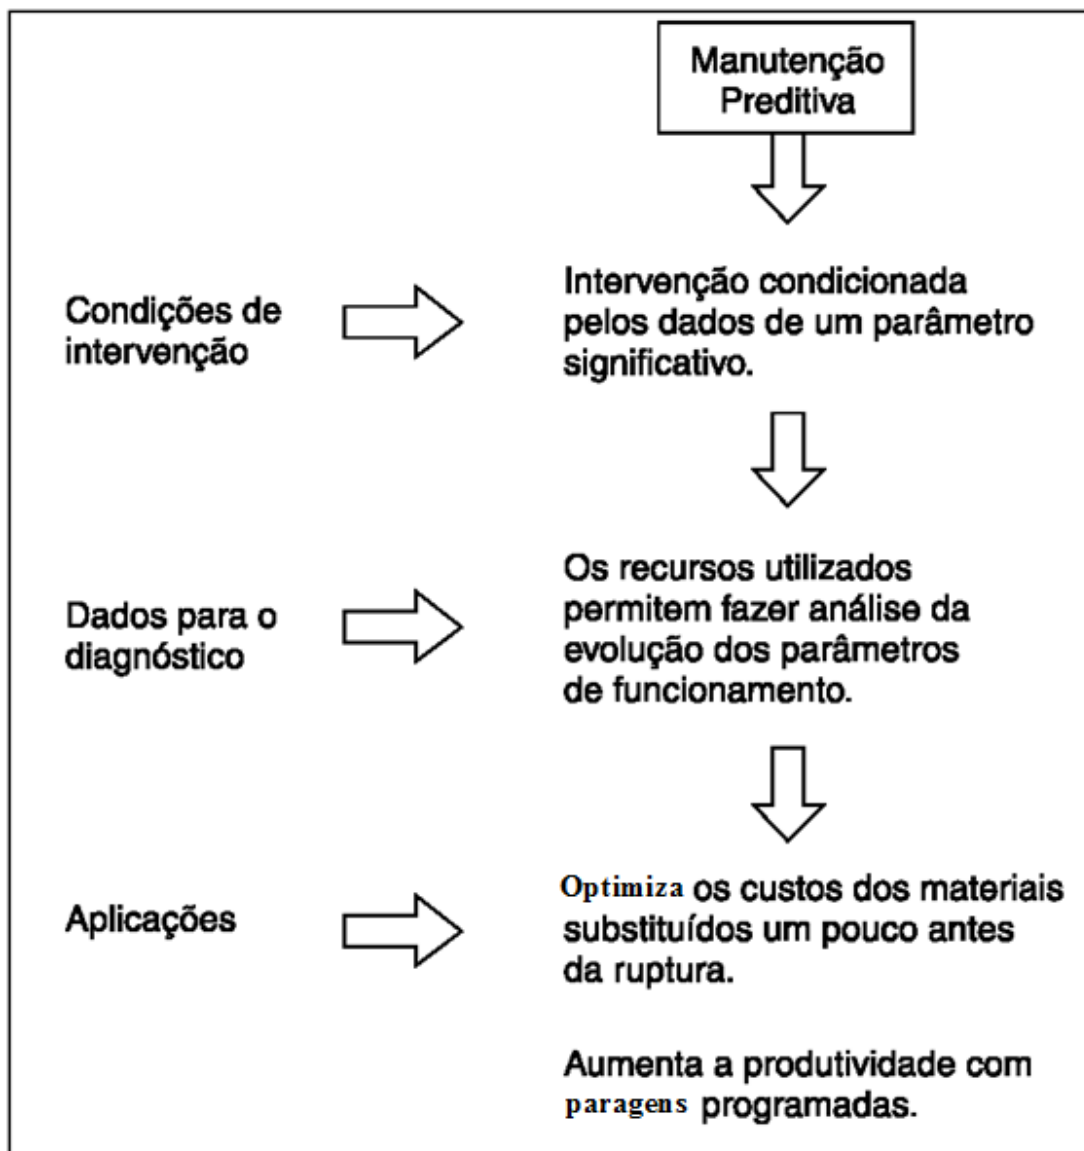 Manutenção
Preditiva
Condições de
intervenção
Intervenção condicionada
pelos dados de um parâmetro
significativo.
Dados para o
diagnóstico
Os recursos utilizados
permitem fazer análise da
evolução dos parâmetros
de funcionamento.
Aplicações
Optimiza os custos dos materiais
substituídos um pouco antes
da ruptura.
Aumenta a produtividade com
paragens programadas.